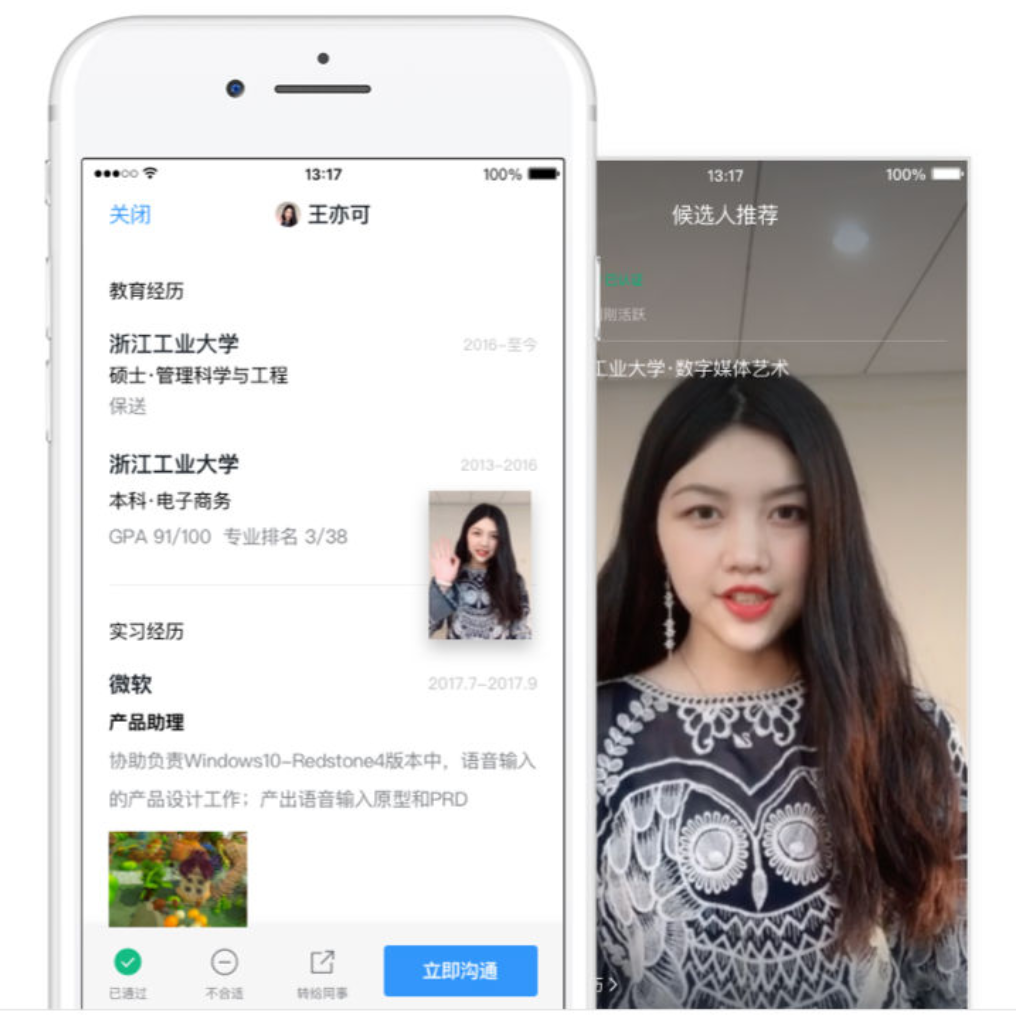 13:17
100%
关闭
王亦可
教育经历
浙江工业大学
2016-至今
硕士·管理科学与工程
保送
浙江工业大学
2013-2016
本科·电子商务
GPA 91/100 专业排名 3/38
实习经历
微软
2017.7-2017.9
产品助理
协助负责Windows10-Redstone4版本中，语音输入
的产品设计工作；产出语音输入原型和PRD
已通过
不合适
转给同事
立即沟通
13:17
100%
候选人推荐
刚活跃
工业大学·数字媒体艺术